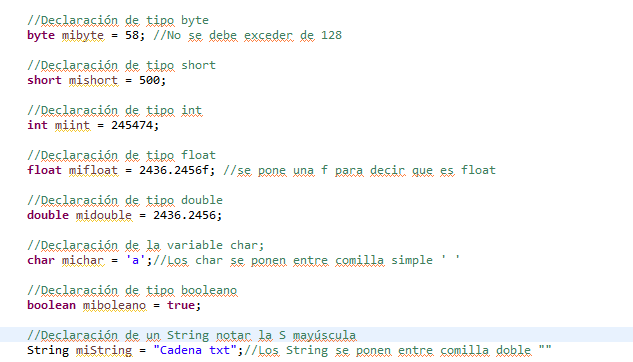 //Declaración de tipo byte
byte mibyte = 58; //No se debe exceder de 128
//Declaración de tipo short
short mishort = 500;
//Declaración de tipo int
int miint = 245474;
//Declaración de tipo float
float mifloat = 2436.2456f; //se pone una f para decir que es float
//Declaración de tipo double
double midouble = 2436.2456;
//Declaración de la variable char;
char michar = 'a';//Los char se ponen entre comilla simple ' '
//Declaración de tipo booleano
boolean miboleano = true;
//Declaración de un String notar la S mayúscula
String miString = "Cadena txt";//Los String se ponen entre comilla doble ""